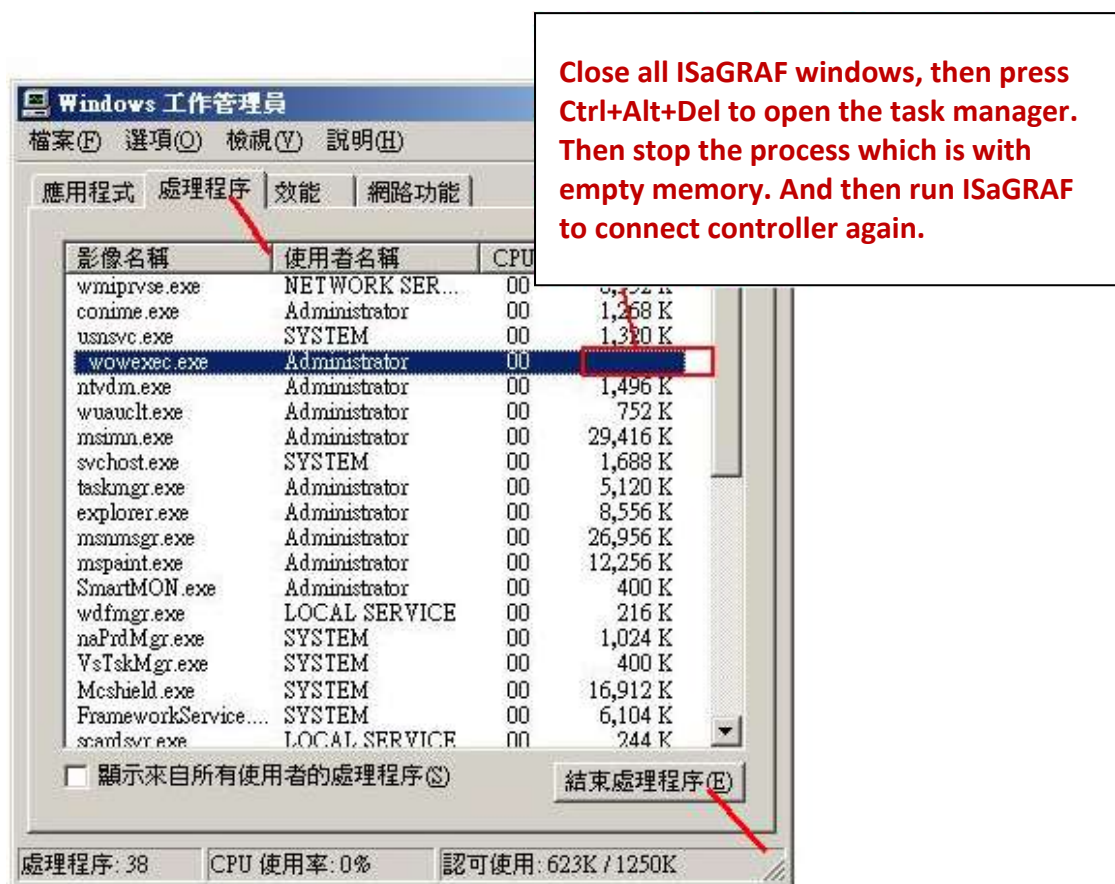 Close all ISaGRAF windows, then press
Ctrl+Alt+Del to open the task manager.
Then stop the process which is with
empty memory. And then run ISaGRAF
to connect controller again.
Windows 工作管理員
檔案(F) 選項(O) 檢視(V) 說明(H)
應用程式 處理程序 效能 網路功能
影像名稱 使用者名稱 CPU
wmiprvse.exe NETWORK SER... 00
conime.exe Administrator 00 1,268 K
usnsvc.exe SYSTEM 00 1,320 K
wowexec.exe Administrator 00
ntvdm.exe Administrator 00 1,496 K
wuauclt.exe Administrator 00 752 K
msimn.exe Administrator 00 29,416 K
svchost.exe SYSTEM 00 1,688 K
taskmgr.exe Administrator 00 5,120 K
explorer.exe Administrator 00 8,556 K
msnmsgr.exe Administrator 00 26,956 K
mspaint.exe Administrator 00 12,256 K
SmartMON.exe Administrator 00 400 K
wdfmgr.exe LOCAL SERVICE 00 216 K
naPrdMgr.exe SYSTEM 00 1,024 K
VsTskMgr.exe SYSTEM 00 400 K
Mcshield.exe SYSTEM 00 16,912 K
FrameworkService.... SYSTEM 00 6,104 K
scardsvr.exe LOCAL SERVICE 00 244 K
顯示來自所有使用者的處理程序(S) 結束處理程序(E)
處理程序: 38 CPU 使用率: 0% 認可使用: 623K / 1250K